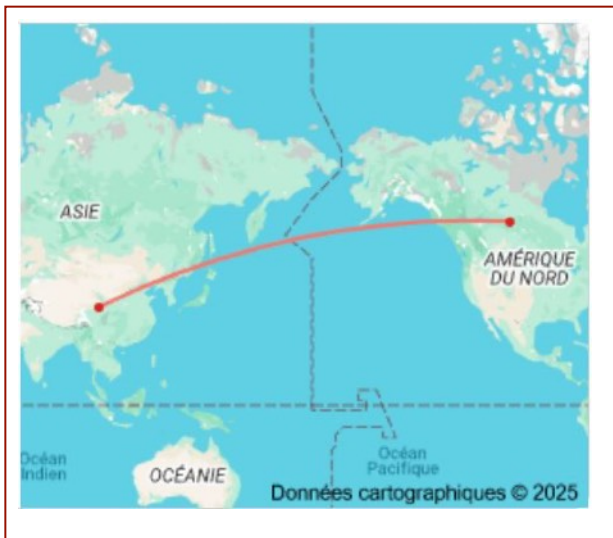 ASIE
AMÉRIQUE
DU NORD
Océan
Indien
OCÉANIE
Océan
Pacifique
Données cartographiques © 2025